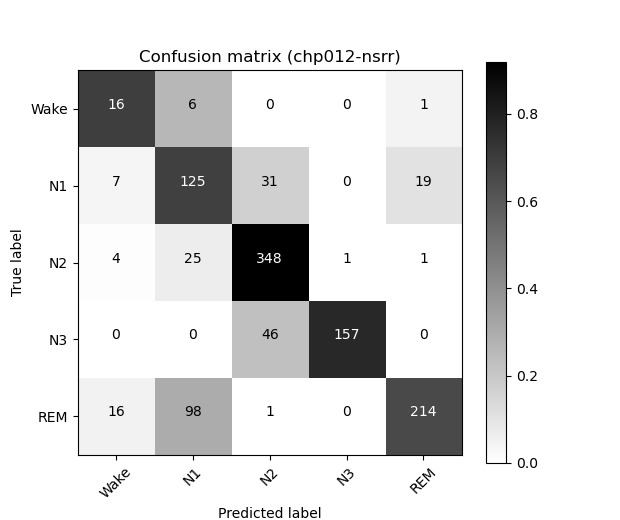 Confusion matrix (chp012-nsrr)
Wake 16 6 0 0 1
N1 7 125 31 0 19
N2 4 25 348 1 1
N3 0 0 46 157 0
REM 16 98 1 0 214
Wake N1 N2 N3 REM
Predicted label
True label
0.8
0.6
0.4
0.2
0.0